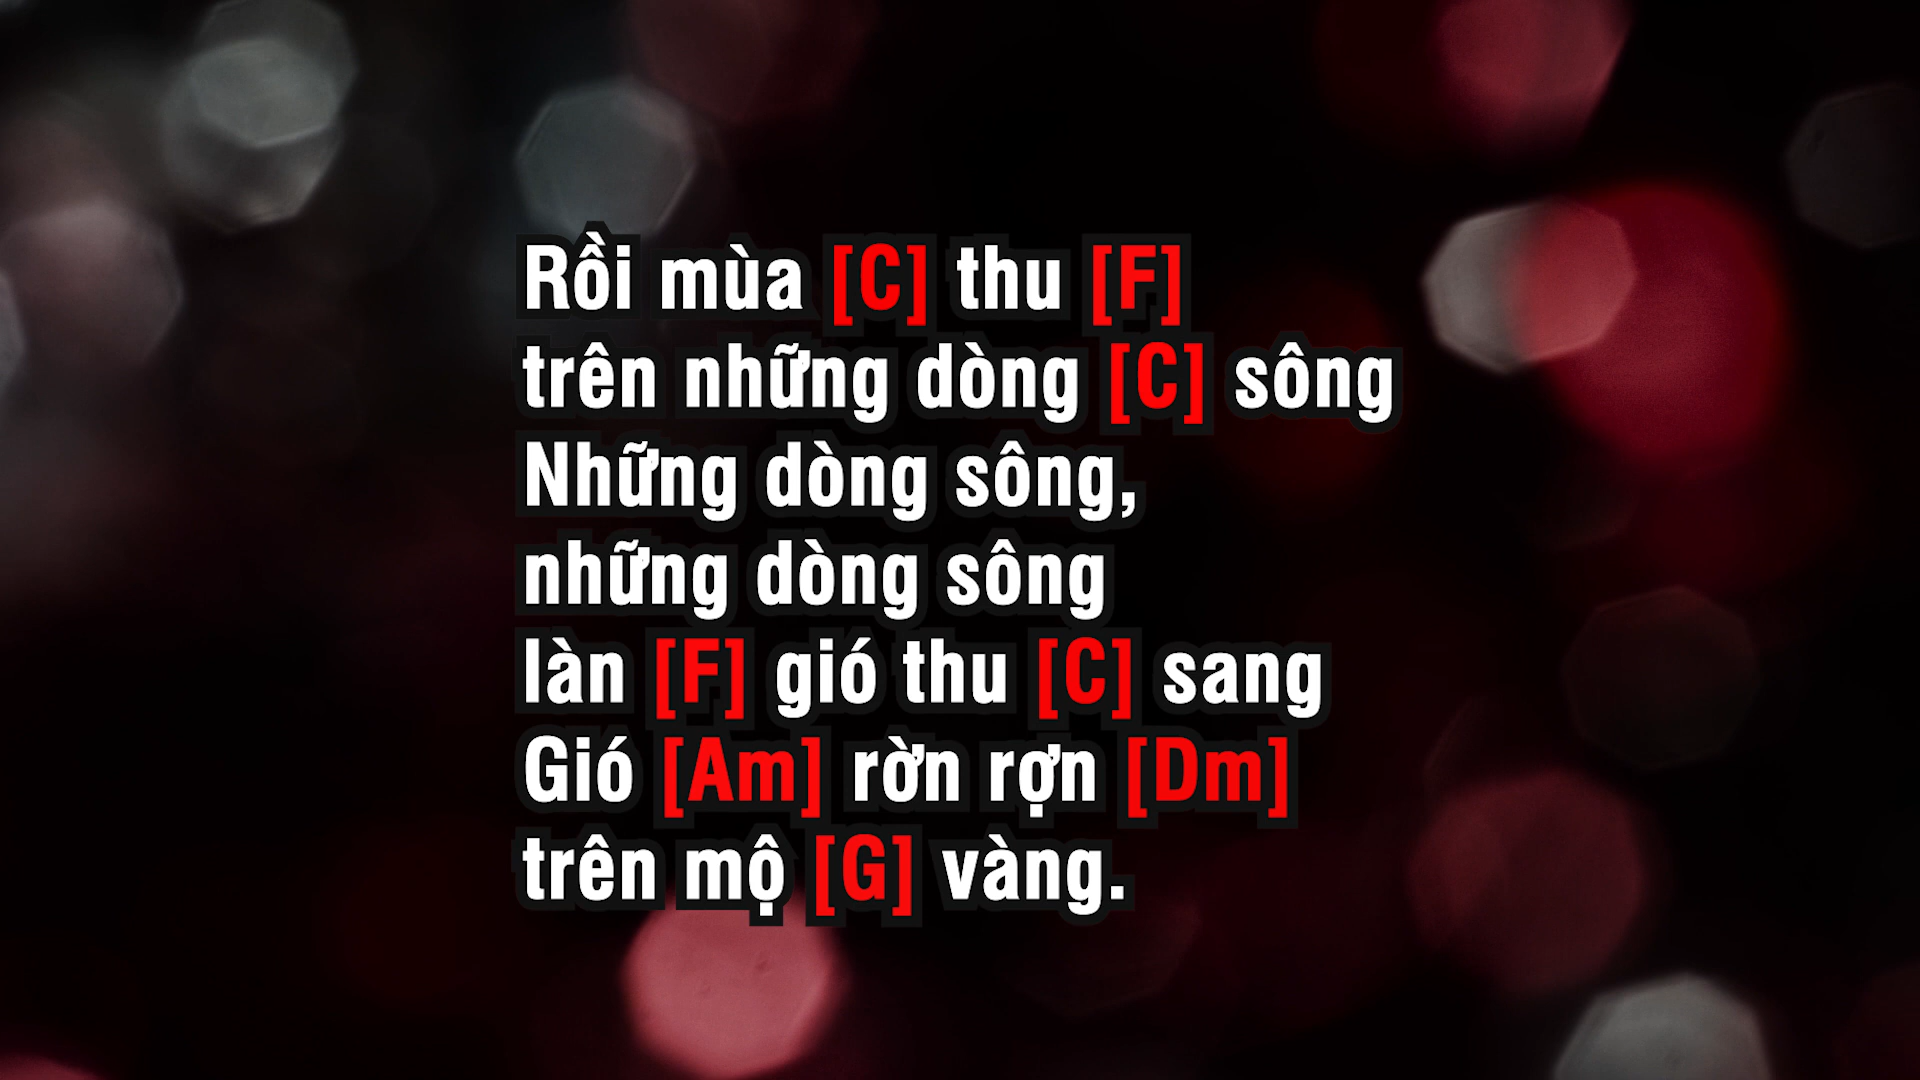 Rồi mùa [C] thu [F]
trên những dòng [C] sông
Những dòng sông,
những dòng sông
làn [F] gió thu [C] sang
Gió [Am] rờn rợn [Dm]
trên mộ [G] vàng.